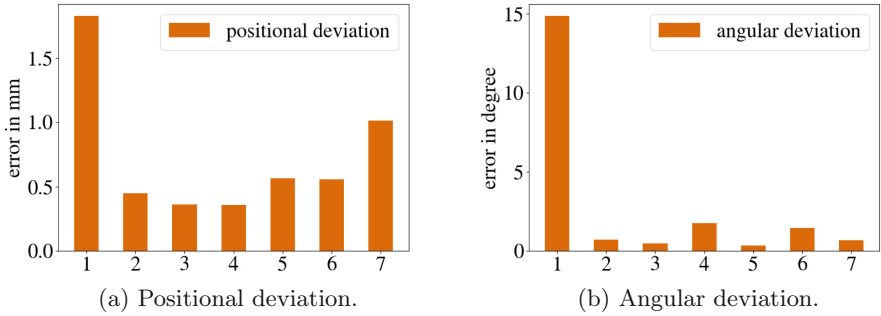 positional deviation
error in mm
1.5
1.0
0.5
0.0
1 2 3 4 5 6 7
(a) Positional deviation.
angular deviation
error in degree
15
10
5
0
1 2 3 4 5 6 7
(b) Angular deviation.